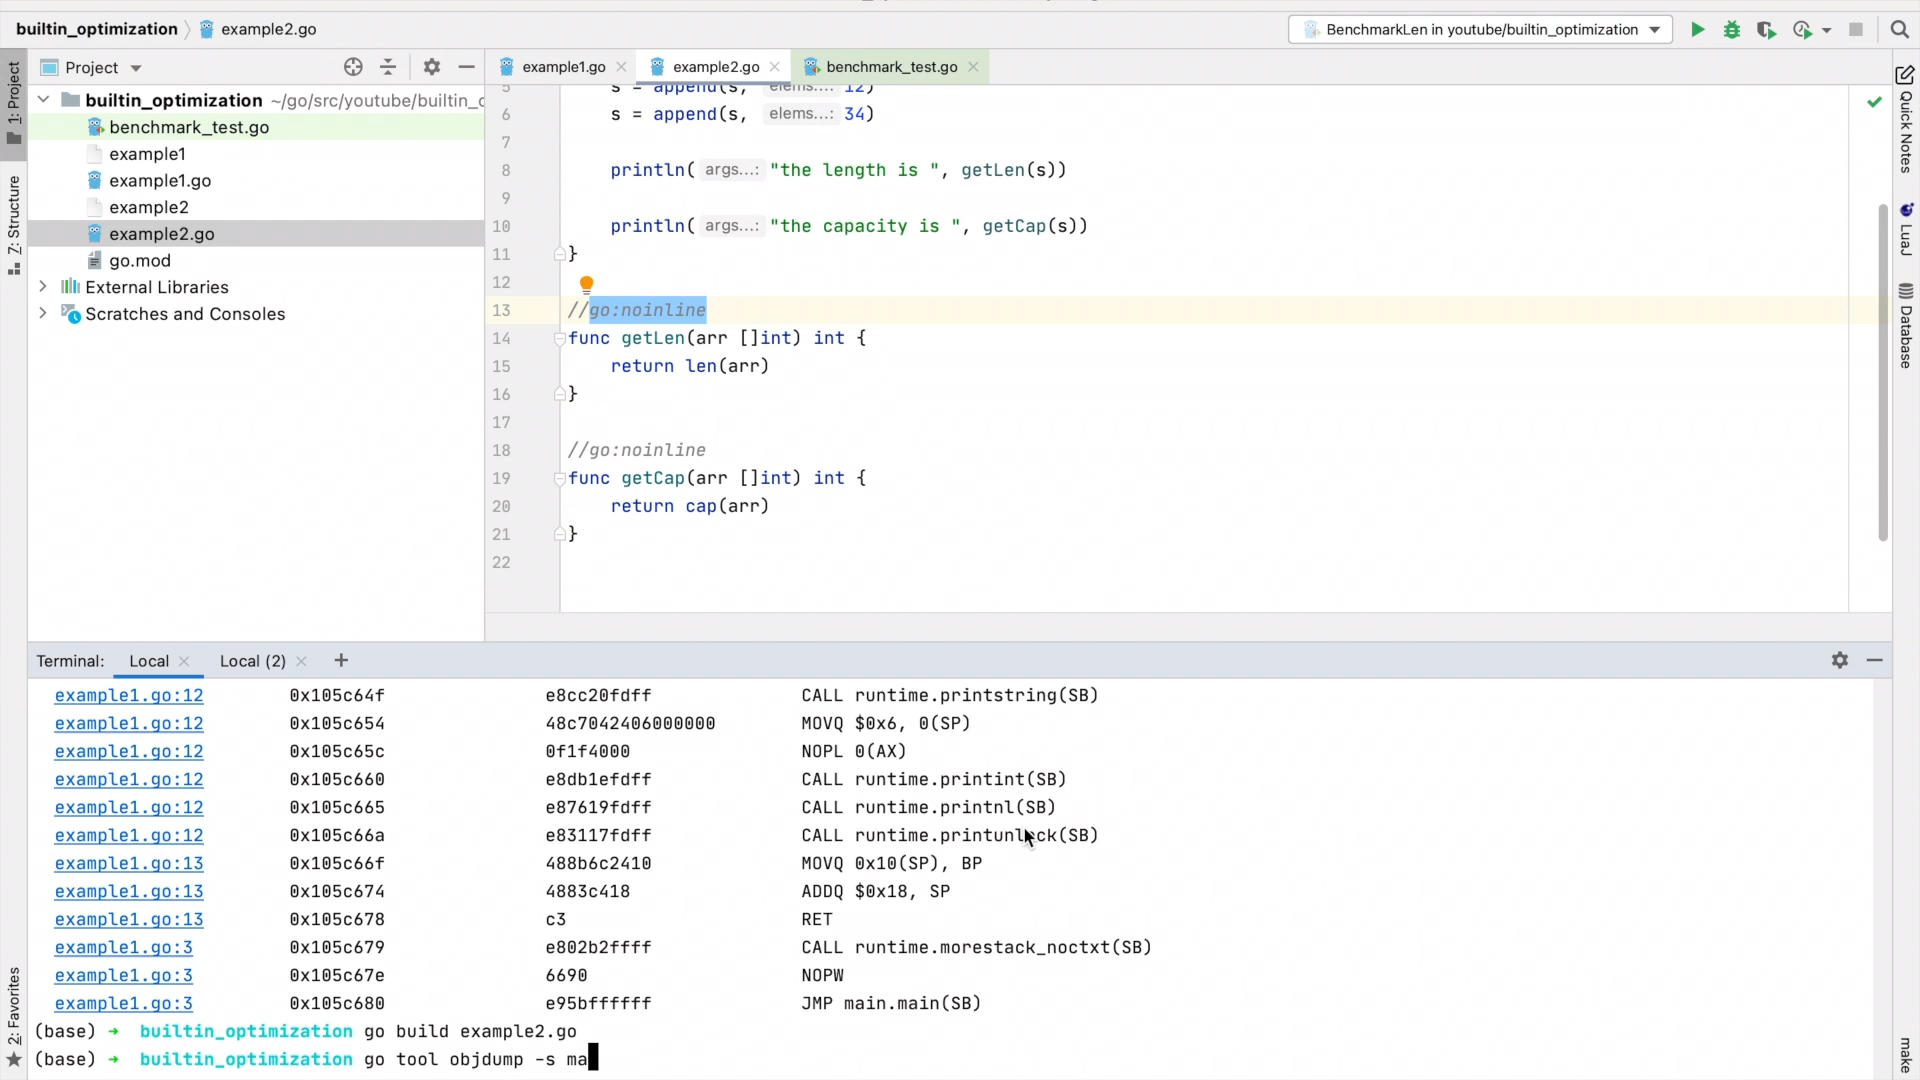 builtin_optimization example2.go
BenchmarkLen in youtube/builtin_optimization
1: Project
Project
example1.go
example2.go
benchmark_test.go
builtin_optimization ~/go/src/youtube/builtin_o
benchmark_test.go
example1
example1.go
example2
example2.go
go.mod
External Libraries
Scratches and Consoles
Z: Structure
2: Favorites
5 s = append(s, elems...: 12)
6 s = append(s, elems...: 34)
7
8 println( args...: "the length is ", getLen(s))
9
10 println( args...: "the capacity is ", getCap(s))
11 }
12
13 //go:noinline
14 func getLen(arr []int) int {
15 return len(arr)
16 }
17
18 //go:noinline
19 func getCap(arr []int) int {
20 return cap(arr)
21 }
22
Quick Notes
LuaJ
Database
make
Terminal: Local Local (2) +
example1.go:12 0x105c64f e8cc20fdff CALL runtime.printstring(SB)
example1.go:12 0x105c654 48c7042406000000 MOVQ $0x6, 0(SP)
example1.go:12 0x105c65c 0f1f4000 NOPL 0(AX)
example1.go:12 0x105c660 e8db1efdff CALL runtime.printint(SB)
example1.go:12 0x105c665 e87619fdff CALL runtime.printnl(SB)
example1.go:12 0x105c66a e83117fdff CALL runtime.printunlock(SB)
example1.go:13 0x105c66f 488b6c2410 MOVQ 0x10(SP), BP
example1.go:13 0x105c674 4883c418 ADDQ $0x18, SP
example1.go:13 0x105c678 c3 RET
example1.go:3 0x105c679 e802b2ffff CALL runtime.morestack_noctxt(SB)
example1.go:3 0x105c67e 6690 NOPW
example1.go:3 0x105c680 e95bffffff JMP main.main(SB)
(base) → builtin_optimization go build example2.go
(base) → builtin_optimization go tool objdump -s ma